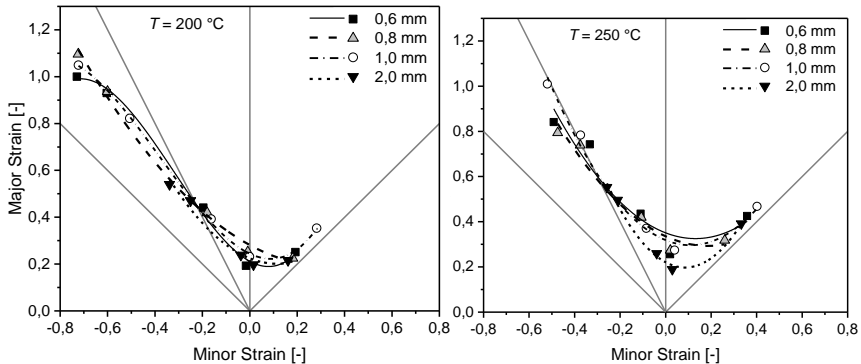 T = 200 °C
0,6 mm
0,8 mm
1,0 mm
2,0 mm
1,2
1,0
0,8
0,6
0,4
0,2
0,0
Major Strain [-]
-0,8 -0,6 -0,4 -0,2 0,0 0,2 0,4 0,6 0,8
Minor Strain [-]
T = 250 °C
0,6 mm
0,8 mm
1,0 mm
2,0 mm
1,2
1,0
0,8
0,6
0,4
0,2
0,0
-0,8 -0,6 -0,4 -0,2 0,0 0,2 0,4 0,6 0,8
Minor Strain [-]